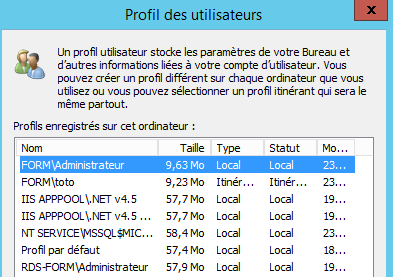 Profil des utilisateurs
x
Un profil utilisateur stocke les paramètres de votre Bureau et
d'autres informations liées à votre compte d'utilisateur. Vous
pouvez créer un profil différent sur chaque ordinateur que vous
utilisez ou vous pouvez sélectionner un profil itinérant qui sera le
même partout.
Profils enregistrés sur cet ordinateur :
Nom Taille Type Statut Mo...
FORM\Administrateur 9,63 Mo Local Local 23...
FORM\toto 9,23 Mo Itinér... Itinér... 23...
IIS APPPOOL\.NET v4.5 57,7 Mo Local Local 19...
IIS APPPOOL\.NET v4.5 ... 57,7 Mo Local Local 19...
NT SERVICE\MSSQL$MIC... 58,4 Mo Local Local 23...
Profil par défaut 57,4 Mo Local Local 18...
RDS-FORM\Administrateur 57,9 Mo Local Local 19...